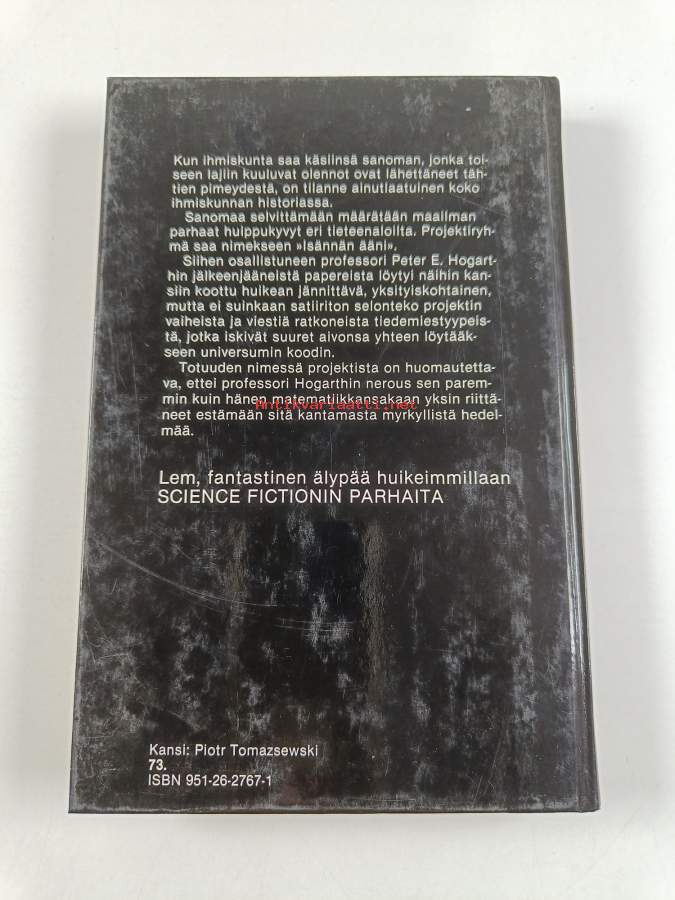 Kun ihmiskunta saa käsiinsä sanoman, jonka toi-
seen lajiin kuuluvat olennot ovat lähettäneet täh-
tien pimeydestä, on tilanne ainutlaatuinen koko
ihmiskunnan historiassa.
Sanomaa selvittämään määrätään maailman
parhaat huippukyvyt eri tieteenaloilta. Projektiryh-
mä saa nimekseen »Isännän ääni».
Siihen osallistuneen professori Peter E. Hogart-
hin jälkeenjääneistä papereista löytyi näihin kan-
siin koottu huikean jännittävä, yksityiskohtainen,
mutta ei suinkaan satiiriton selonteko projektin
vaiheista ja viestiä ratkoneista tiedemiestyypeis-
tä, jotka iskivät suuret aivonsa yhteen löytääk-
seen universumin koodin.
Totuuden nimessä projektista on huomautetta-
va, ettei professori Hogarthin nerous sen parem-
min kuin hänen matematiikkansakaan yksin riittä-
neet estämään sitä kantamasta myrkyllistä hedel-
mää.
Antikvariaatti.net
Lem, fantastinen älypää huikeimmillaan
SCIENCE FICTIONIN PARHAITA
Kansi: Piotr Tomazsewski
73.
ISBN 951-26-2767-1